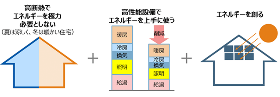 高断熱で
エネルギーを極力
必要としない
(夏は涼しく、冬は暖かい住宅)
高性能設備で
エネルギーを上手に使う
エネルギーを創る
暖房
冷房
換気
照明
給湯
削減
暖房
冷房
換気
照明
給湯